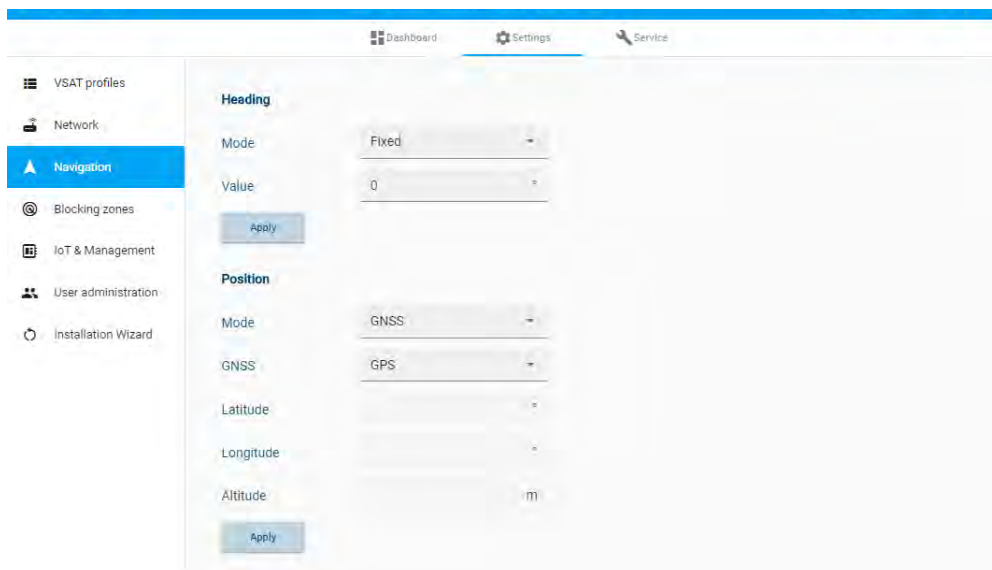 Dashboard Settings Service
VSAT profiles
Network
Navigation
Blocking zones
IoT & Management
User administration
Installation Wizard
Heading
Mode Fixed
Value 0 °
Apply
Position
Mode GNSS
GNSS GPS
Latitude °
Longitude °
Altitude m
Apply